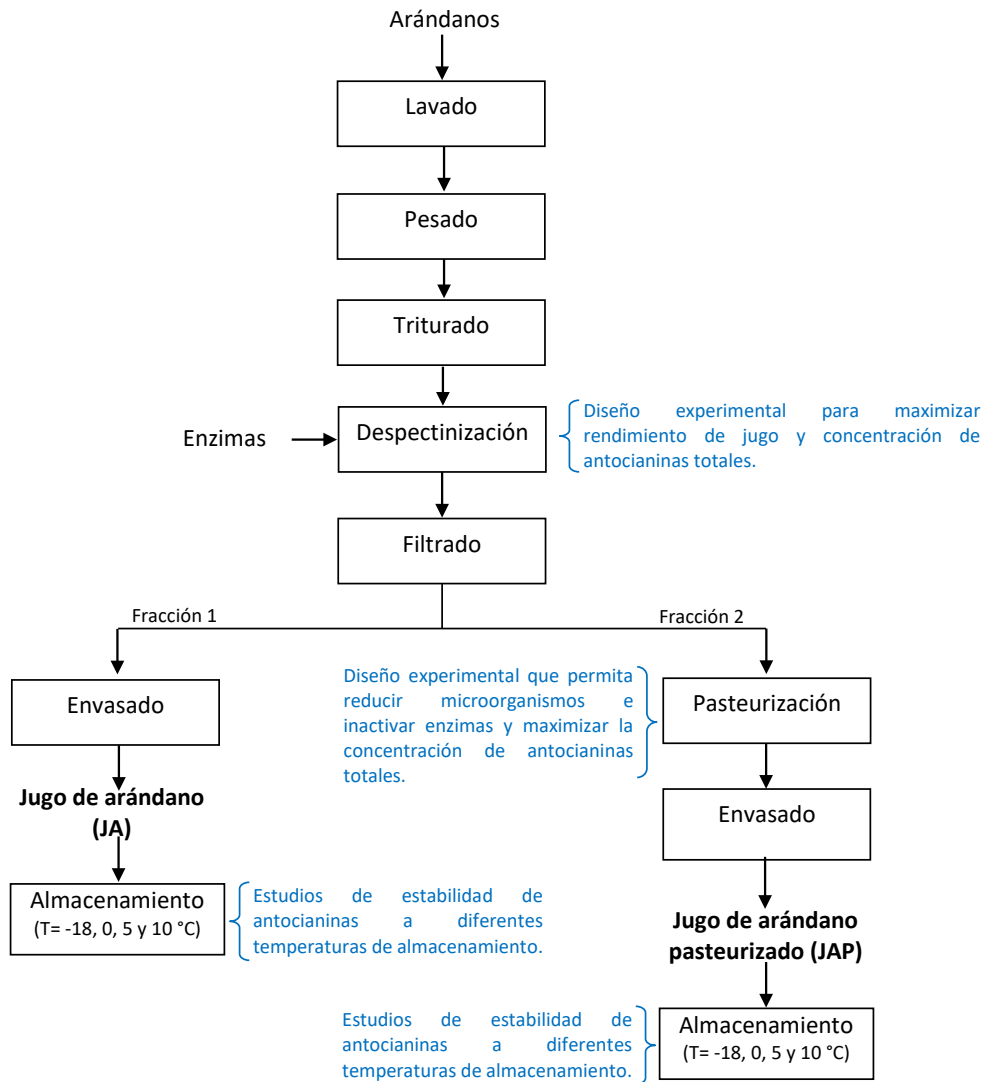 Arándanos
Lavado
Pesado
Triturado
Enzimas
Despectinización
Diseño experimental para maximizar
rendimiento de jugo y concentración de
antocianinas totales.
Filtrado
Fracción 1
Fracción 2
Envasado
Diseño experimental que permita
reducir microorganismos e
inactivar enzimas y maximizar la
concentración de antocianinas
totales.
Pasteurización
Jugo de arándano
(JA)
Envasado
Almacenamiento
(T= -18, 0, 5 y 10 °C)
Estudios de estabilidad de
antocianinas a diferentes
temperaturas de almacenamiento.
Jugo de arándano
pasteurizado (JAP)
Estudios de estabilidad de
antocianinas a diferentes
temperaturas de almacenamiento.
Almacenamiento
(T= -18, 0, 5 y 10 °C)